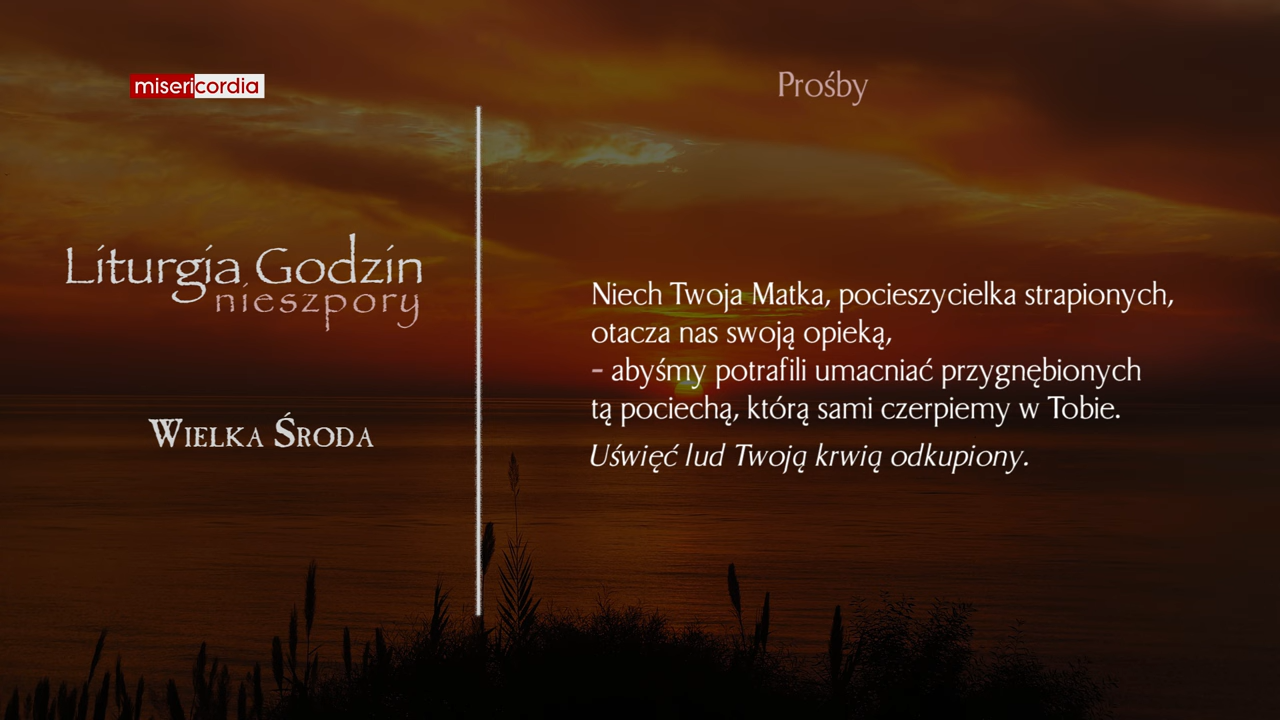 misericordia
Liturgia Godzin
nieszpory
Wielka Środa
Prośby
Niech Twoja Matka, pocieszycielka strapionych,
otacza nas swoją opieką,
- abyśmy potrafili umacniać przygnębionych
tą pociechą, którą sami czerpiemy w Tobie.
Uświęć lud Twoją krwią odkupiony.